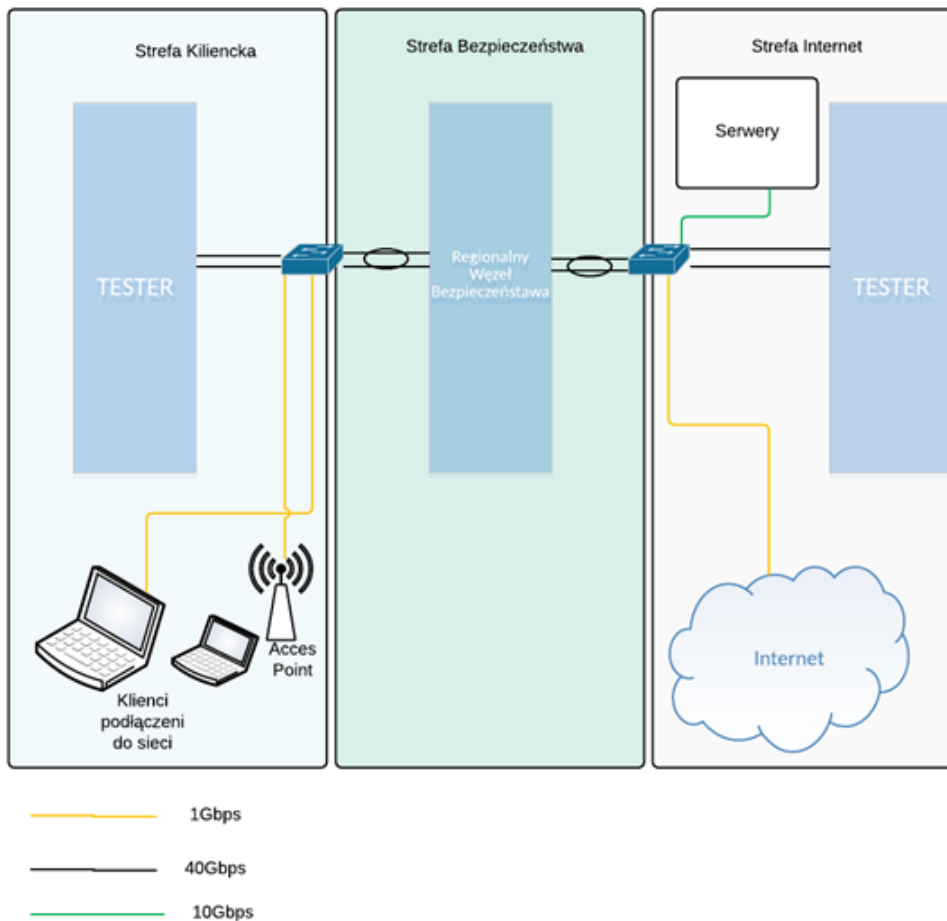 Strefa Kiliencka
Strefa Bezpieczeństwa
Strefa Internet
Serwery
TESTER
Regionalny
Węzeł
Bezpieczeństawa
TESTER
Acces
Point
Klienci
podłączeni
do sieci
Internet
1Gbps
40Gbps
10Gbps